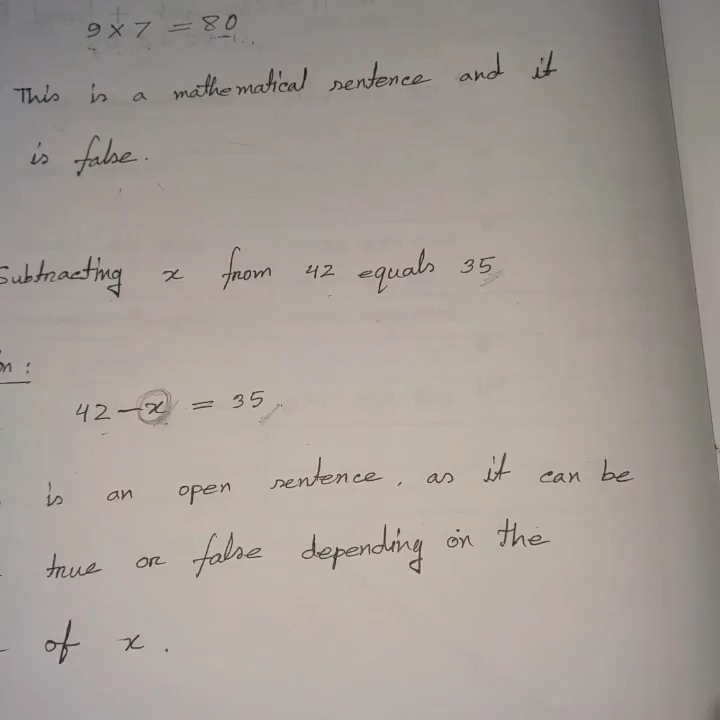 9 × 7 = 80
This is a mathematical sentence and it
is false.
Subtracting x from 42 equals 35
42 - x = 35
is an open sentence, as it can be
true or false depending on the
of x.